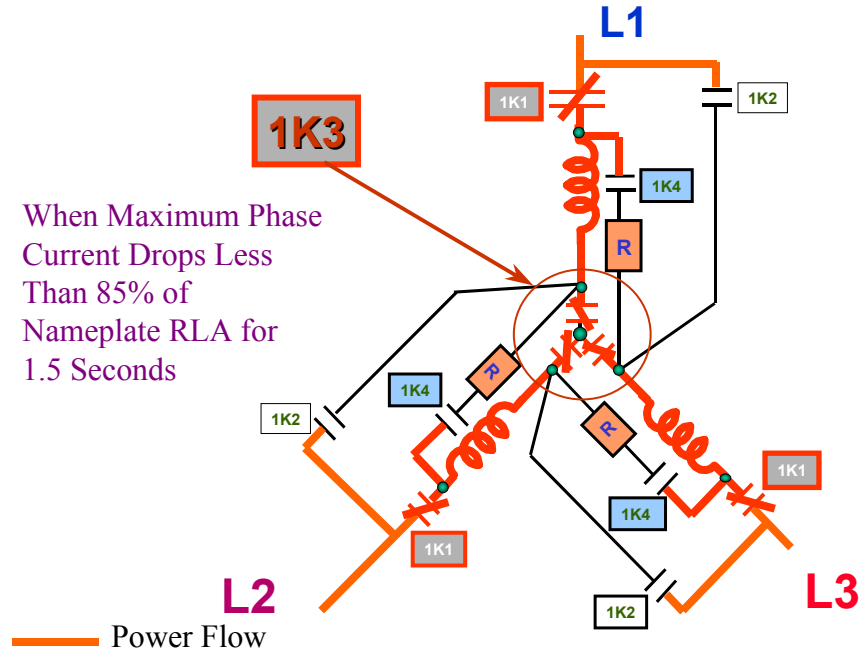 L1
1K1
1K2
1K3
1K4
R
When Maximum Phase
Current Drops Less
Than 85% of
Nameplate RLA for
1.5 Seconds
R
1K4
1K2
R
1K1
1K4
1K1
L2
L3
1K2
Power Flow